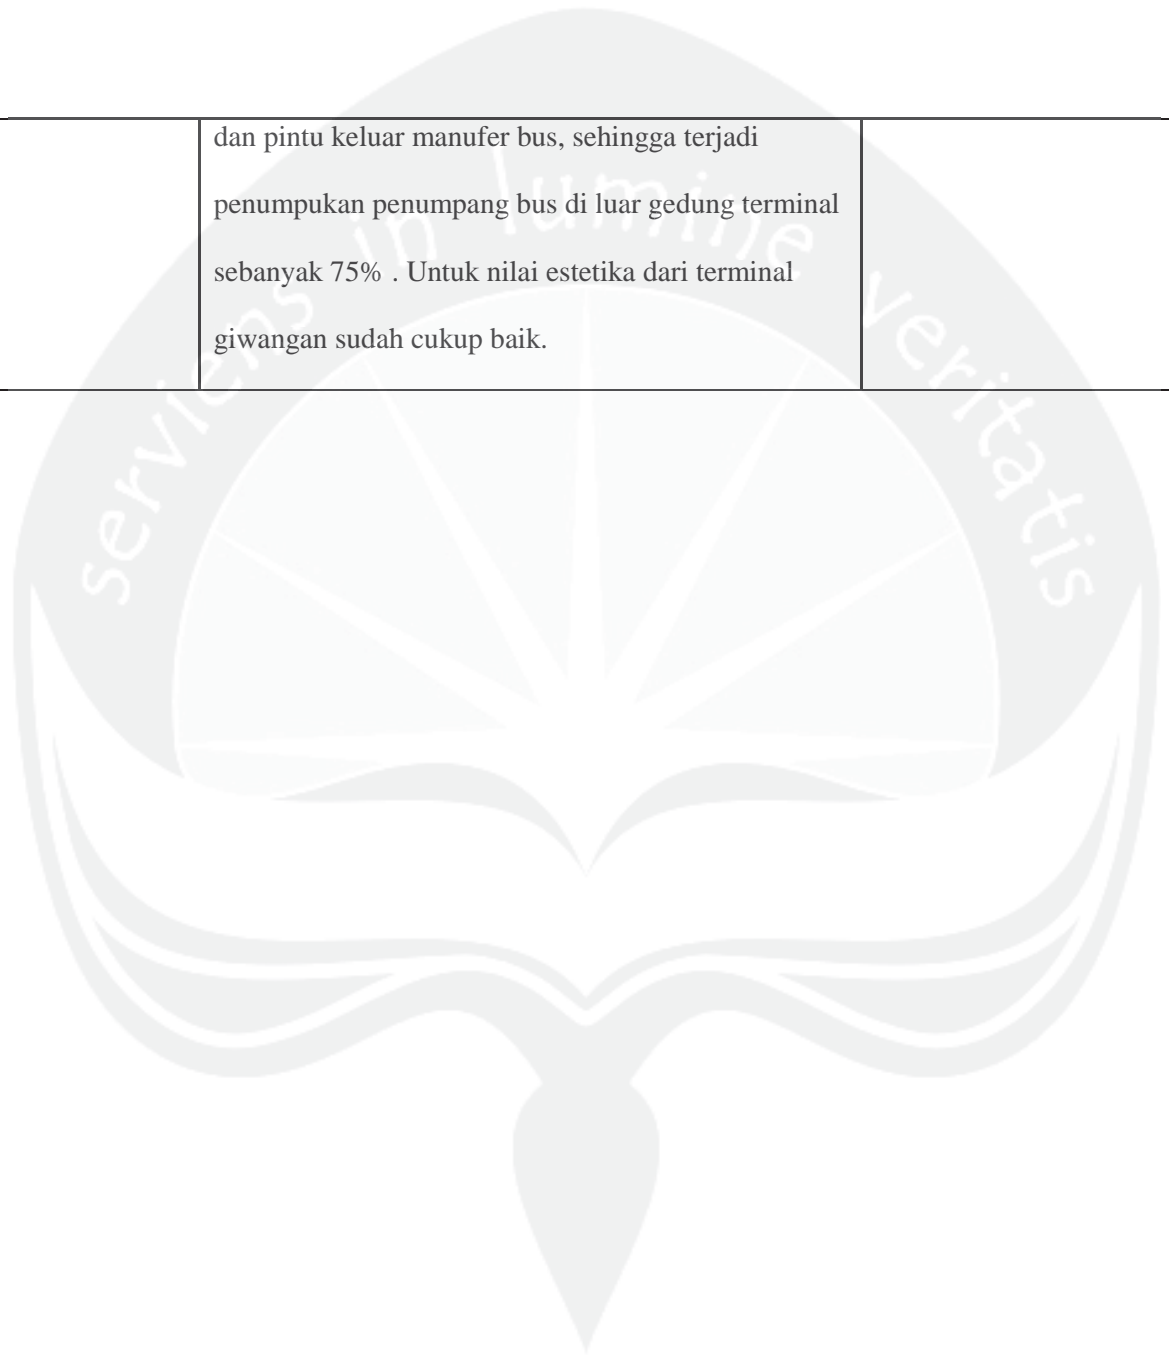 dan pintu keluar manufer bus, sehingga terjadi
penumpukan penumpang bus di luar gedung terminal
sebanyak 75% . Untuk nilai estetika dari terminal
giwangan sudah cukup baik.
serviens in lumine veritatis